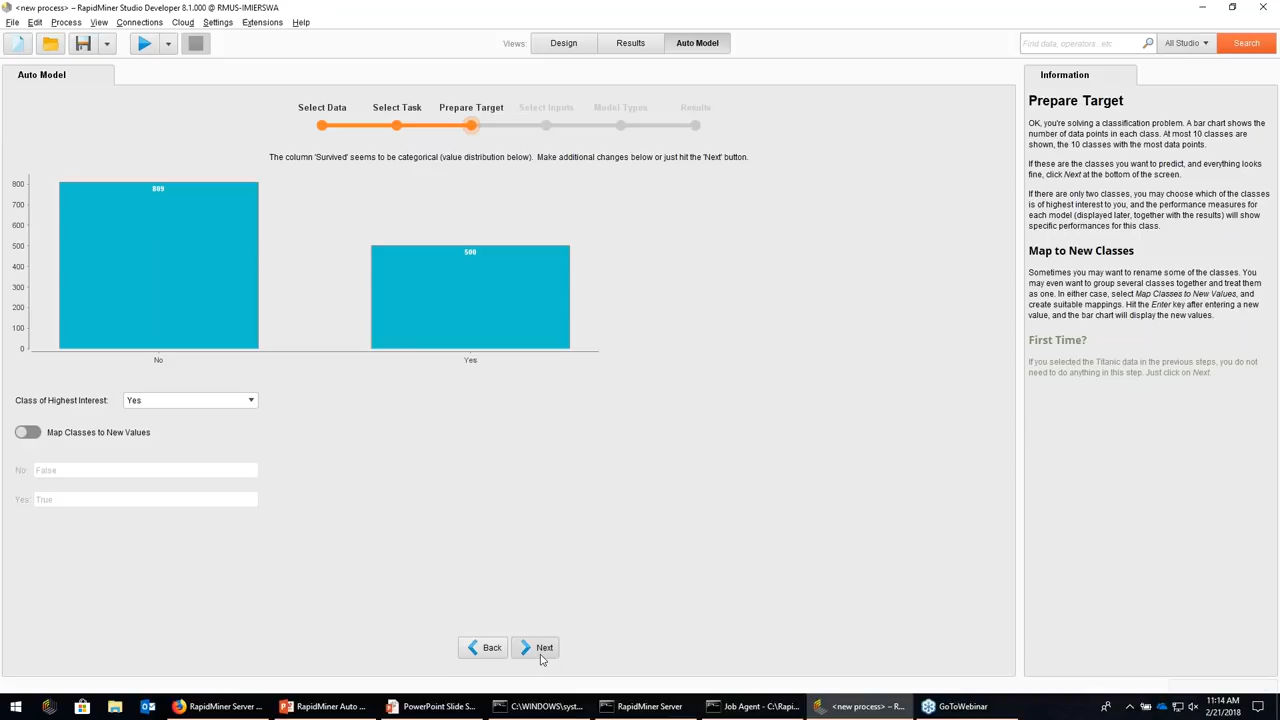 <new process> – RapidMiner Studio Developer 8.1.000 @ RMUS-IMIERSWA
File Edit Process View Connections Cloud Settings Extensions Help
Views: Design Results Auto Model
Find data, operators ..etc All Studio Search
Auto Model
Select Data Select Task Prepare Target Select Inputs Model Types Results
The column 'Survived' seems to be categorical (value distribution below). Make additional changes below or just hit the 'Next' button.
800
700
600
500
400
300
200
100
0
809
500
No
Yes
Class of Highest Interest: Yes
Map Classes to New Values
No: False
Yes: True
Back Next
Information
Prepare Target
OK, you're solving a classification problem. A bar chart shows the
number of data points in each class. At most 10 classes are
shown, the 10 classes with the most data points.
If these are the classes you want to predict, and everything looks
fine, click Next at the bottom of the screen.
If there are only two classes, you may choose which of the classes
is of highest interest to you, and the performance measures for
each model (displayed later, together with the results) will show
specific performances for this class.
Map to New Classes
Sometimes you may want to rename some of the classes. You
may even want to group several classes together and treat them
as one. In either case, select Map Classes to New Values, and
create suitable mappings. Hit the Enter key after entering a new
value, and the bar chart will display the new values.
First Time?
If you selected the Titanic data in the previous steps, you do not
need to do anything in this step. Just click on Next.
RapidMiner Server ...
RapidMiner Auto ...
PowerPoint Slide S...
C:\WINDOWS\syst...
RapidMiner Server
Job Agent - C:\Rapi...
<new process> – R...
GoToWebinar
11:14 AM
2/21/2018